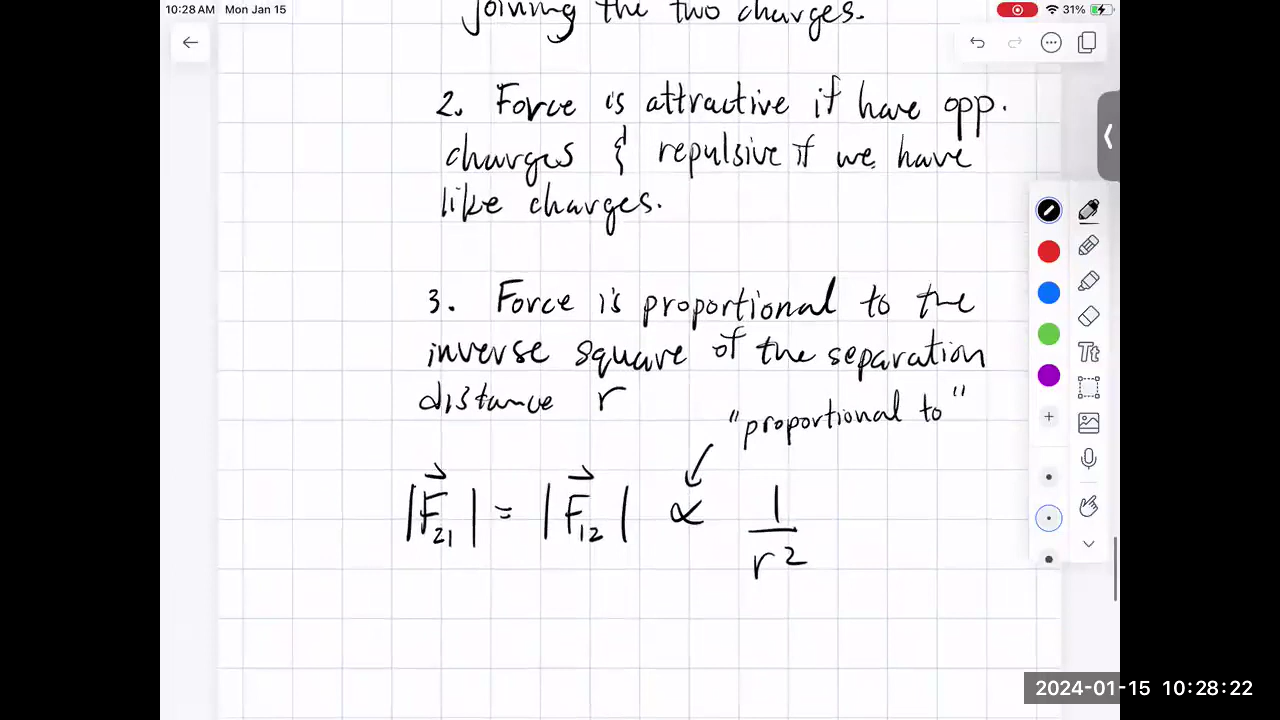 10:28 AM Mon Jan 15
31%
joining the two charges.
2. Force is attractive if have opp.
charges & repulsive if we have
like charges.
3. Force is proportional to the
inverse square of the separation
distance r
"proportional to"
|F⃗₂₁| = |F⃗₁₂| ∝ 1/r²
Tt
2024-01-15 10:28:22